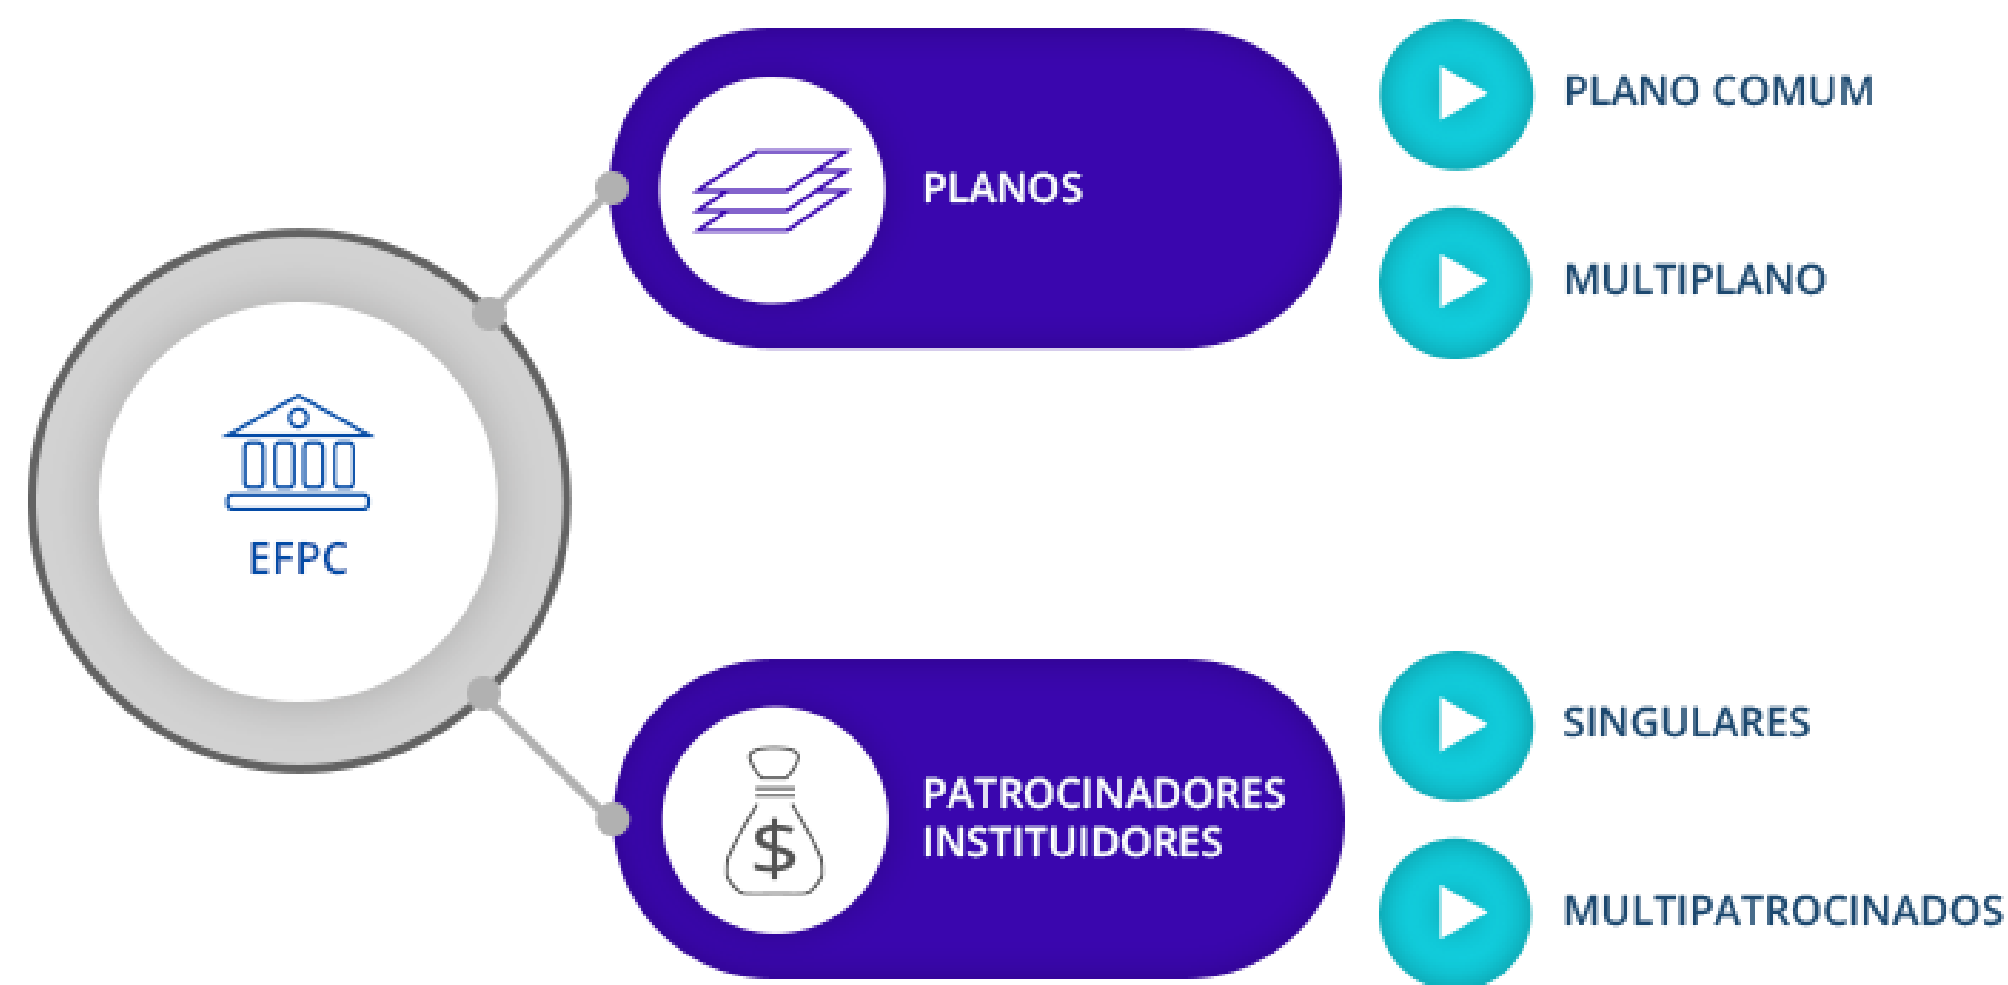 EFPC
PLANOS
PLANO COMUM
MULTIPLANO
PATROCINADORES
INSTITUIDORES
$
SINGULARES
MULTIPATROCINADOS